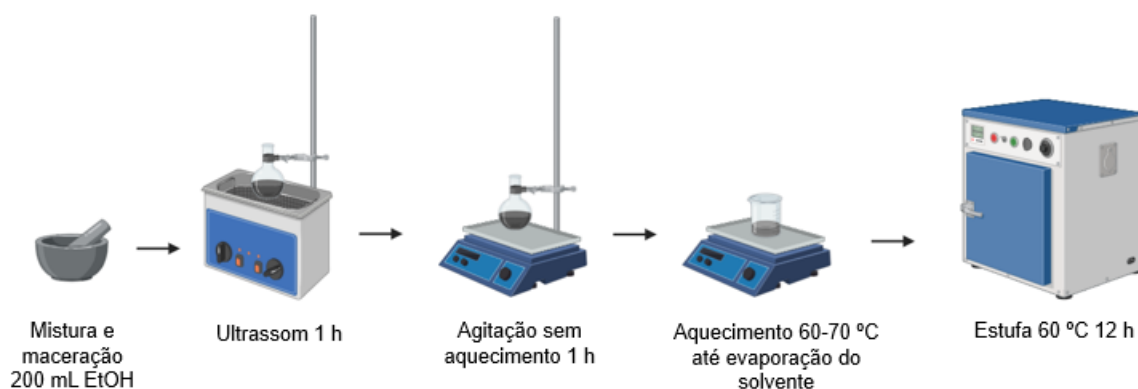 Mistura e
maceração
200 mL EtOH
Ultrassom 1 h
Agitação sem
aquecimento 1 h
Aquecimento 60-70 ºC
até evaporação do
solvente
Estufa 60 ºC 12 h